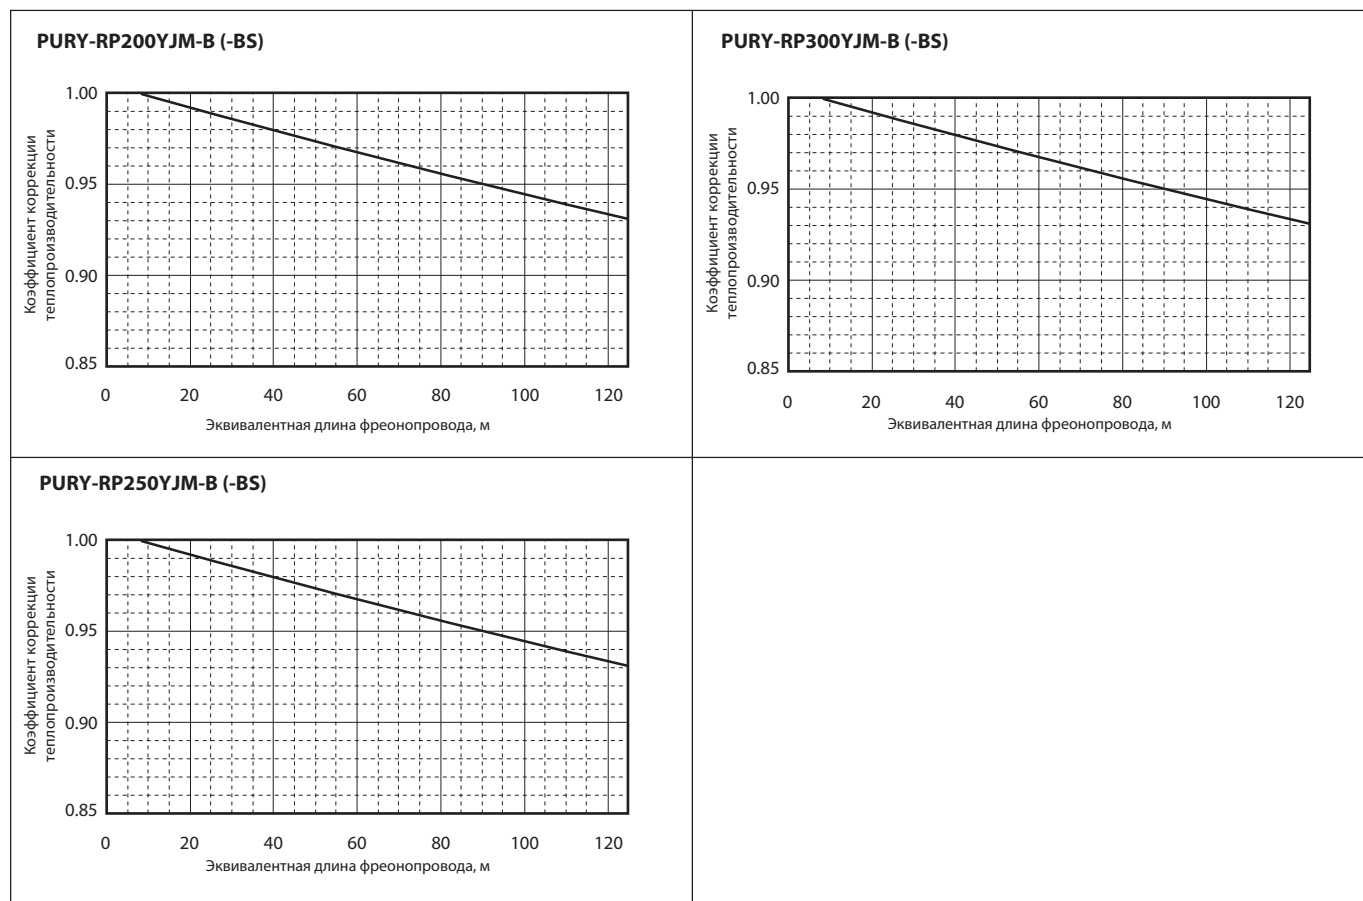 PURY-RP200YJM-B (-BS)
Коэффициент коррекции
теплопроизводительности
1.00
0.95
0.90
0.85
0 20 40 60 80 100 120
Эквивалентная длина фреонопровода, м
PURY-RP300YJM-B (-BS)
Коэффициент коррекции
теплопроизводительности
1.00
0.95
0.90
0.85
0 20 40 60 80 100 120
Эквивалентная длина фреонопровода, м
PURY-RP250YJM-B (-BS)
Коэффициент коррекции
теплопроизводительности
1.00
0.95
0.90
0.85
0 20 40 60 80 100 120
Эквивалентная длина фреонопровода, м